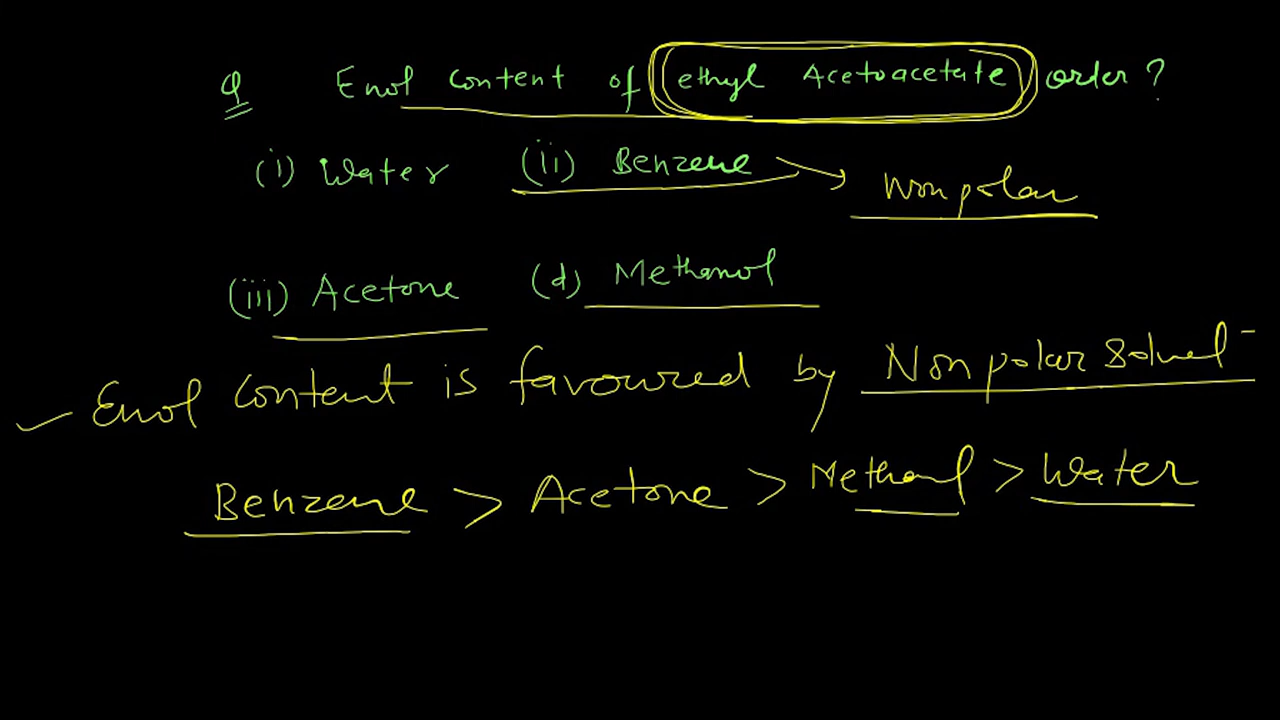 Q Enol content of ethyl Acetoacetate order?
(i) Water (ii) Benzene Nonpolar
(iii) Acetone (d) Methanol
Enol content is favoured by Nonpolar Solvet
Benzene > Acetone > Methanol > Water